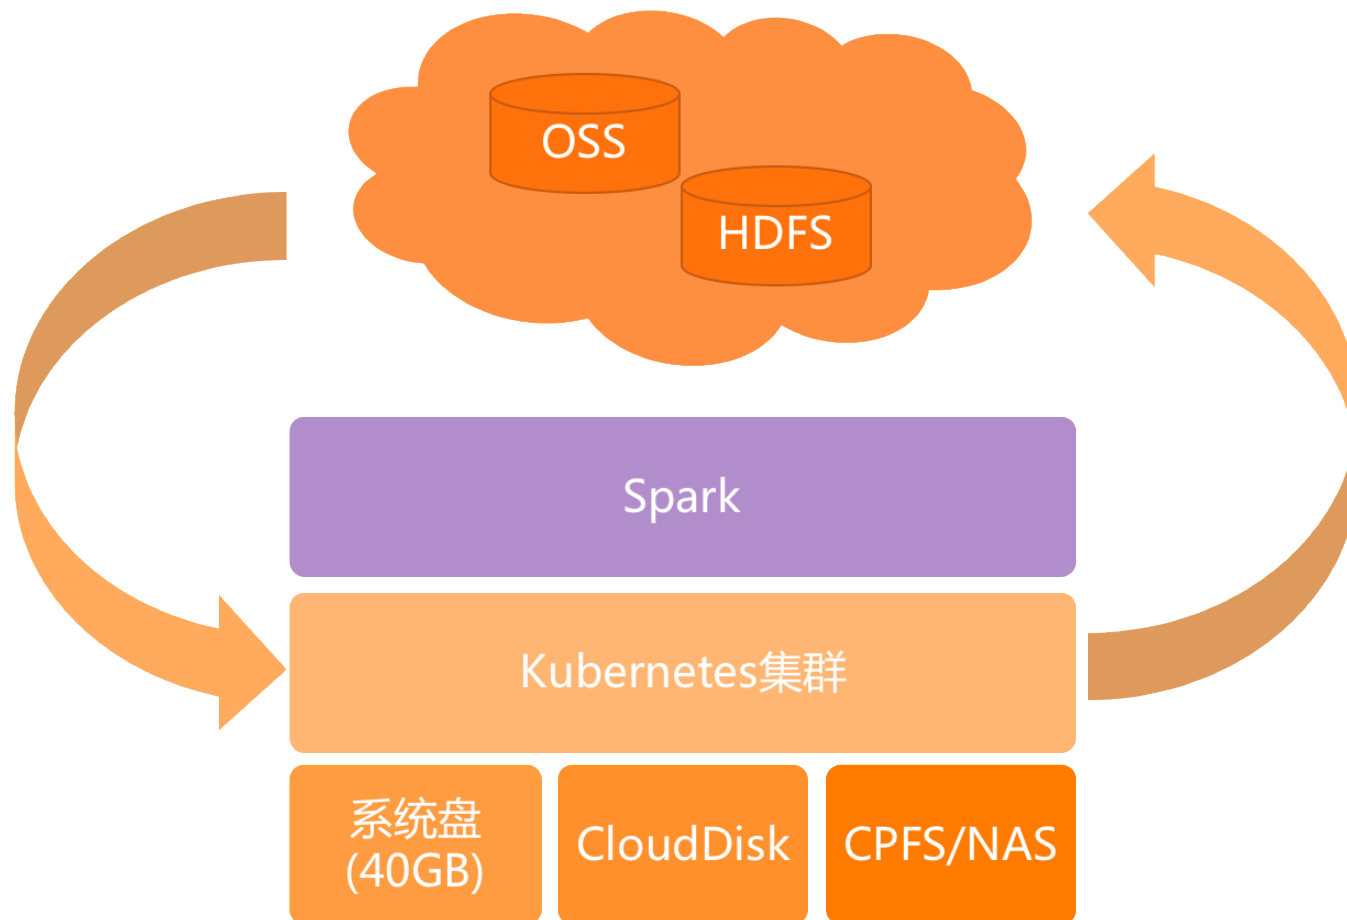 OSS
HDFS
Spark
Kubernetes集群
系统盘
(40GB)
CloudDisk
CPFS/NAS